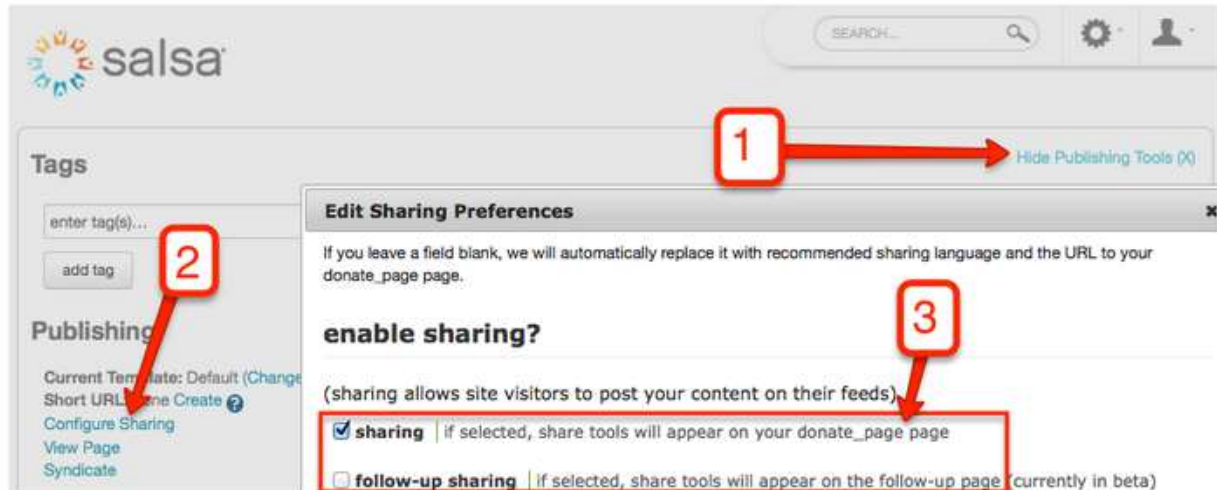 salsa
SEARCH...
1
Hide Publishing Tools (X)
Tags
enter tag(s)...
add tag
2
Publishing
Current Template: Default (Change
Short URL: Create
Configure Sharing
View Page
Syndicate
Edit Sharing Preferences
If you leave a field blank, we will automatically replace it with recommended sharing language and the URL to your
donate_page page.
enable sharing?
3
(sharing allows site visitors to post your content on their feeds)
sharing | if selected, share tools will appear on your donate_page page
follow-up sharing | if selected, share tools will appear on the follow-up page (currently in beta)